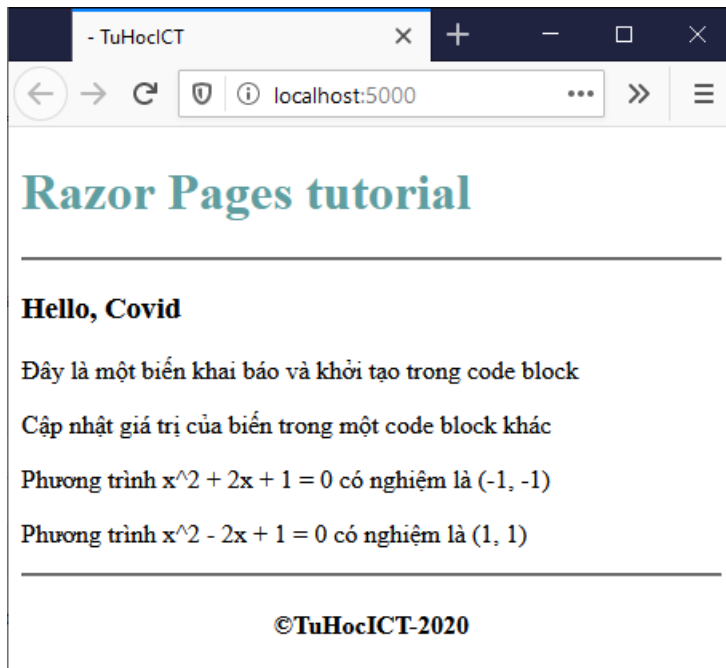 - TuHocICT
localhost:5000
Razor Pages tutorial
Hello, Covid
Đây là một biến khai báo và khởi tạo trong code block
Cập nhật giá trị của biến trong một code block khác
Phương trình x^2 + 2x + 1 = 0 có nghiệm là (-1, -1)
Phương trình x^2 - 2x + 1 = 0 có nghiệm là (1, 1)
©TuHocICT-2020